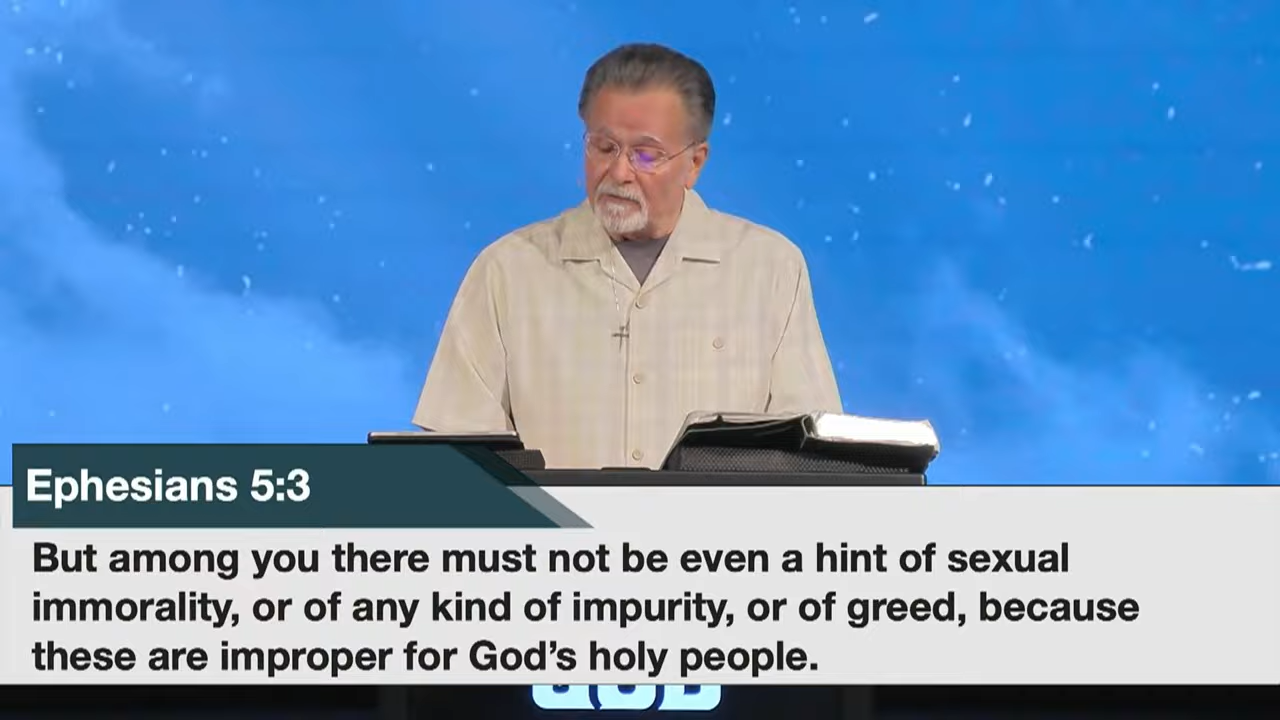 Ephesians 5:3
But among you there must not be even a hint of sexual
immorality, or of any kind of impurity, or of greed, because
these are improper for God’s holy people.
GOD